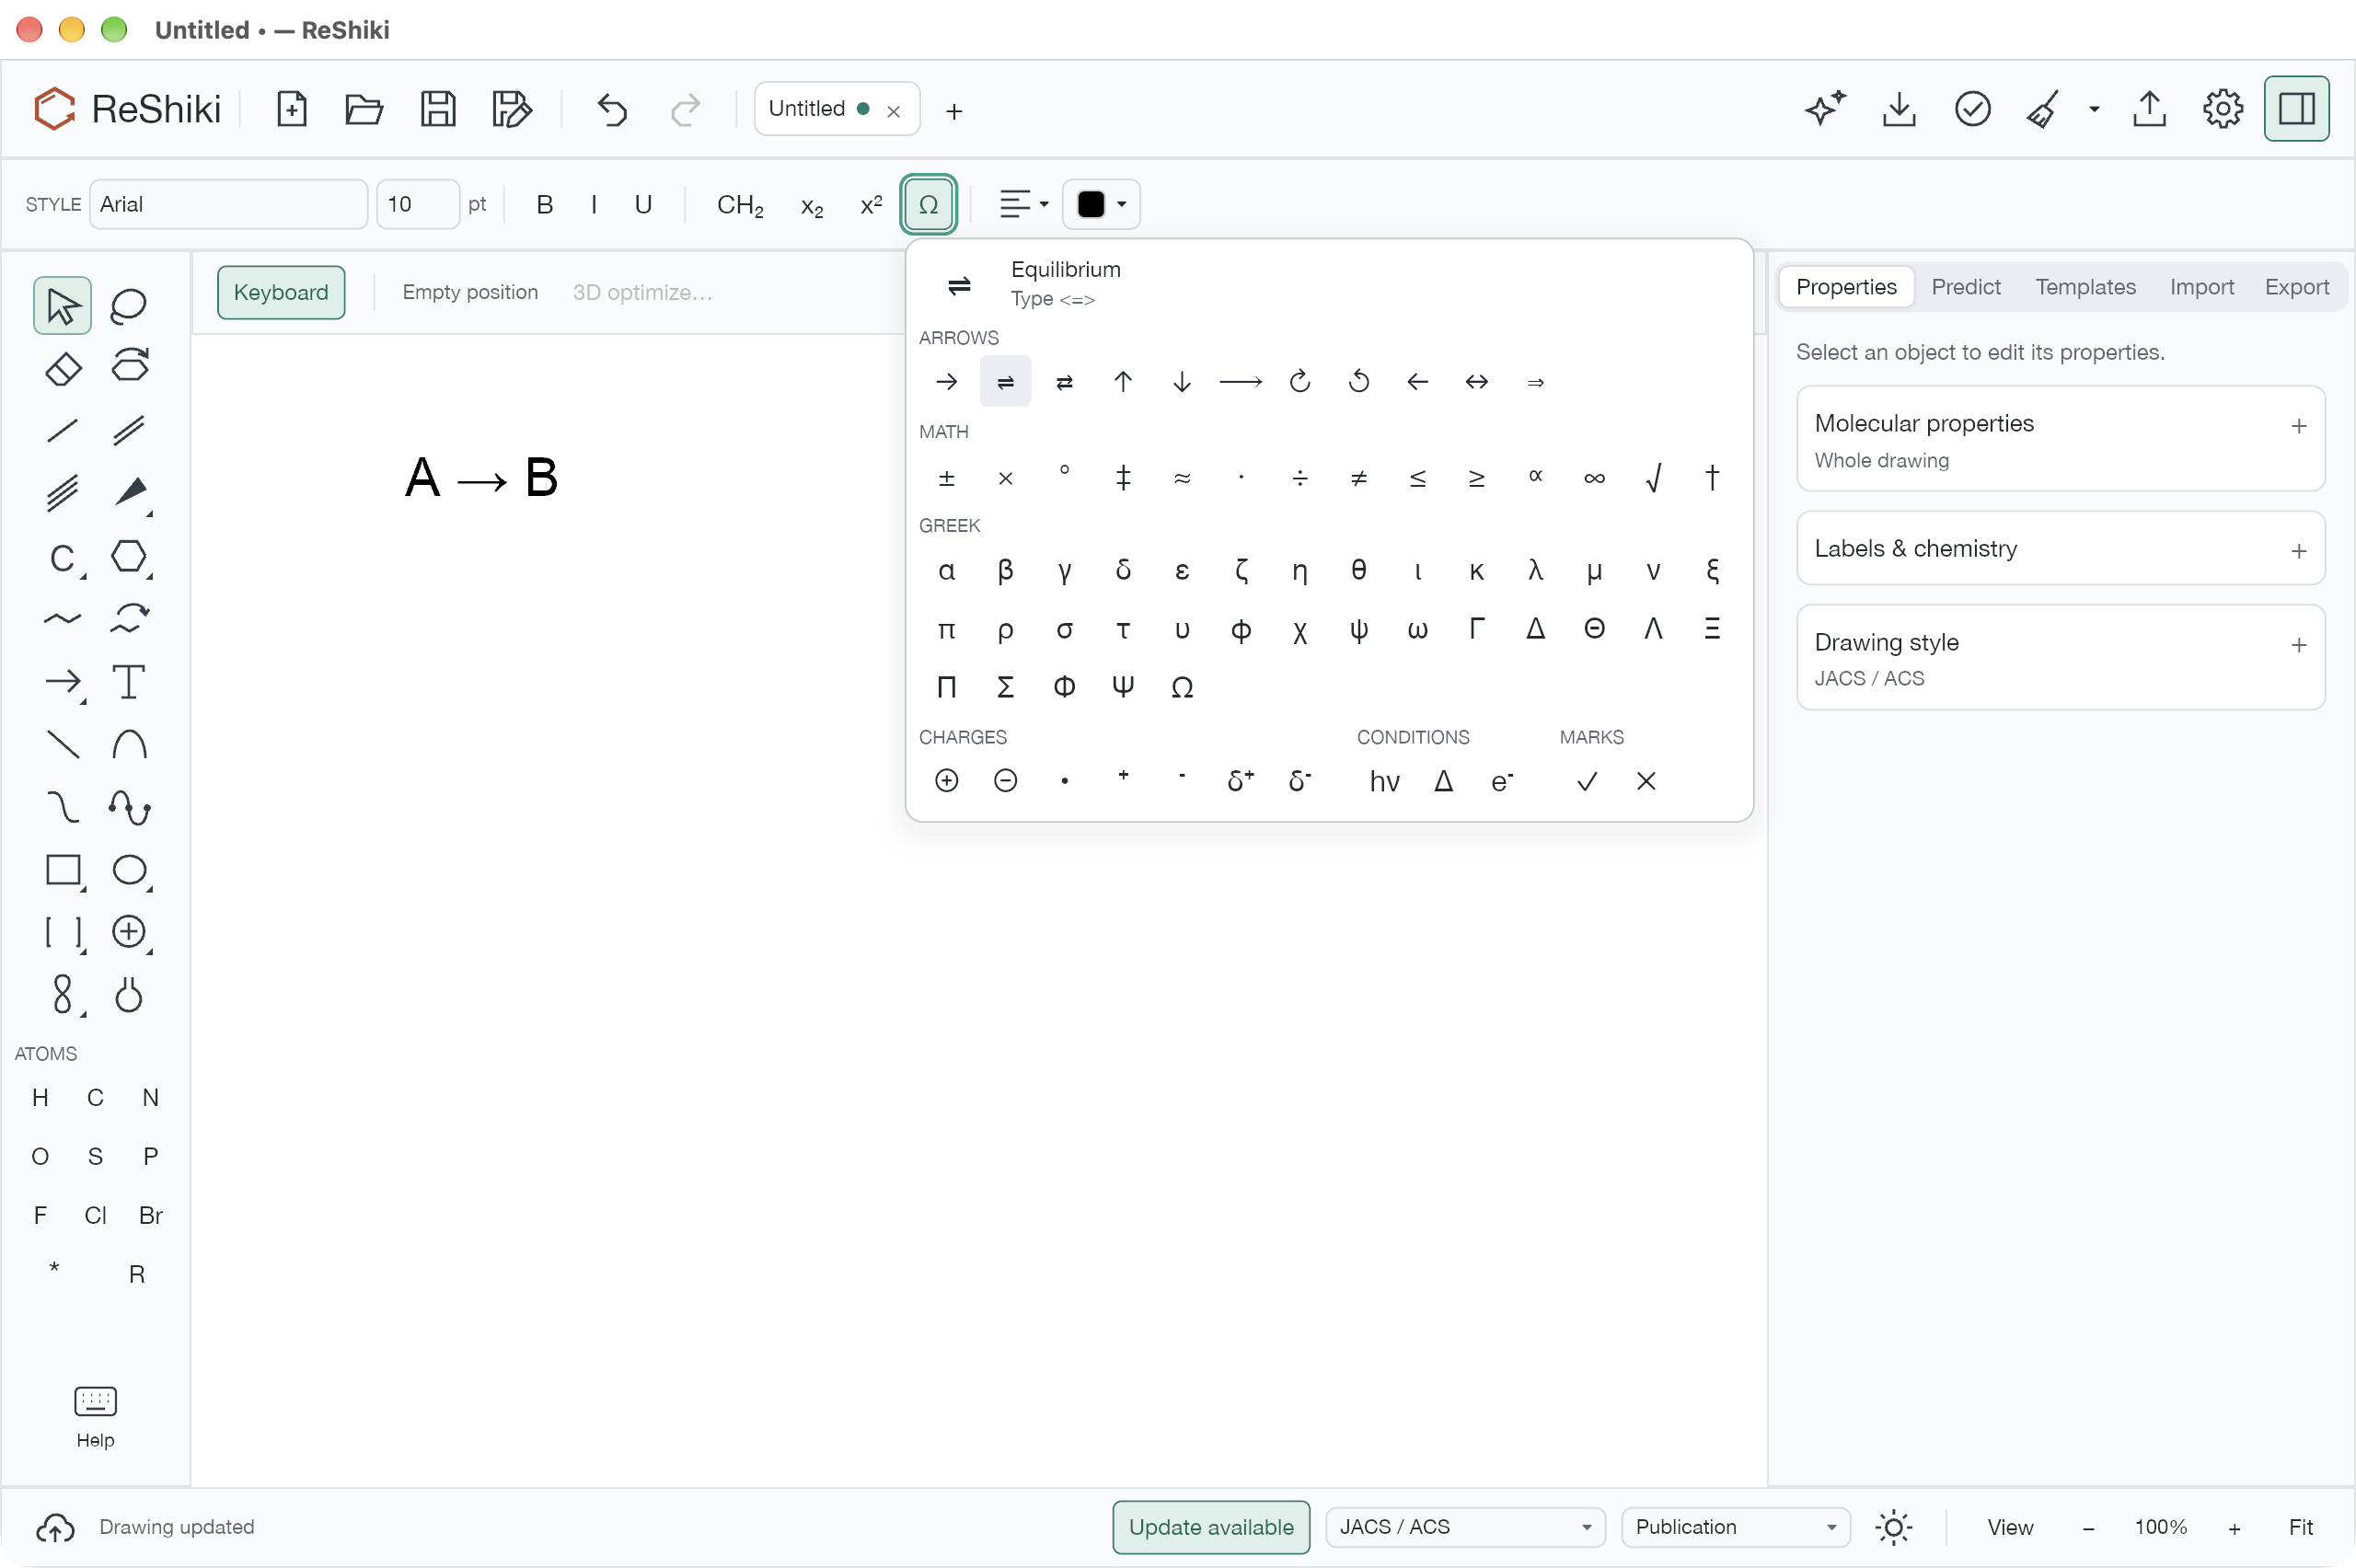 Untitled • — ReShiki
ReShiki
Untitled
STYLE Arial 10 pt B I U CH₂ x₂ x² Ω
Keyboard Empty position 3D optimize…
⇌ Equilibrium
Type <=>
ARROWS
→ ⇌ ⇄ ↑ ↓ ⟶ ↻ ↺ ← ↔ ⇒
MATH
± × ° ‡ ≈ · ÷ ≠ ≤ ≥ ∝ ∞ √ †
GREEK
α β γ δ ε ζ η θ ι κ λ μ ν ξ
π ρ σ τ υ φ χ ψ ω Γ Δ Θ Λ Ξ
Π Σ Φ Ψ Ω
CHARGES CONDITIONS MARKS
⊕ ⊖ • ⁺ ⁻ δ⁺ δ⁻ hν Δ e⁻ ✓ ✕
A ⟶ B
Properties Predict Templates Import Export
Select an object to edit its properties.
Molecular properties +
Whole drawing
Labels & chemistry +
Drawing style +
JACS / ACS
C
T
[ ]
ATOMS
H C N
O S P
F Cl Br
* R
Help
Drawing updated
Update available
JACS / ACS
Publication
View − 100% + Fit